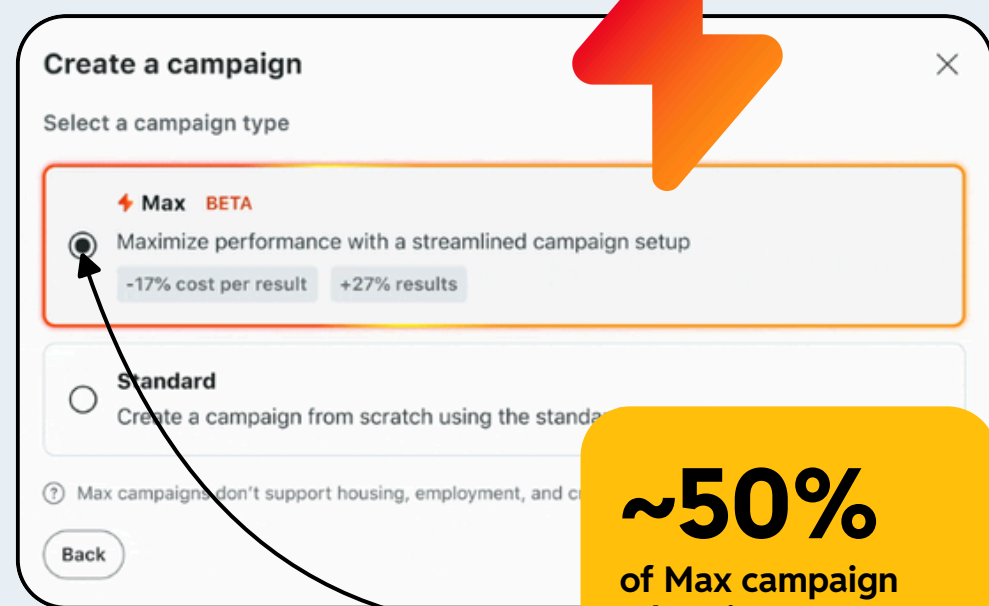 Create a campaign
Select a campaign type
Max BETA
Maximize performance with a streamlined campaign setup
-17% cost per result +27% results
Standard
Create a campaign from scratch using the
Max campaigns don't support housing, employment, and
Back
~50%
of Max campaign